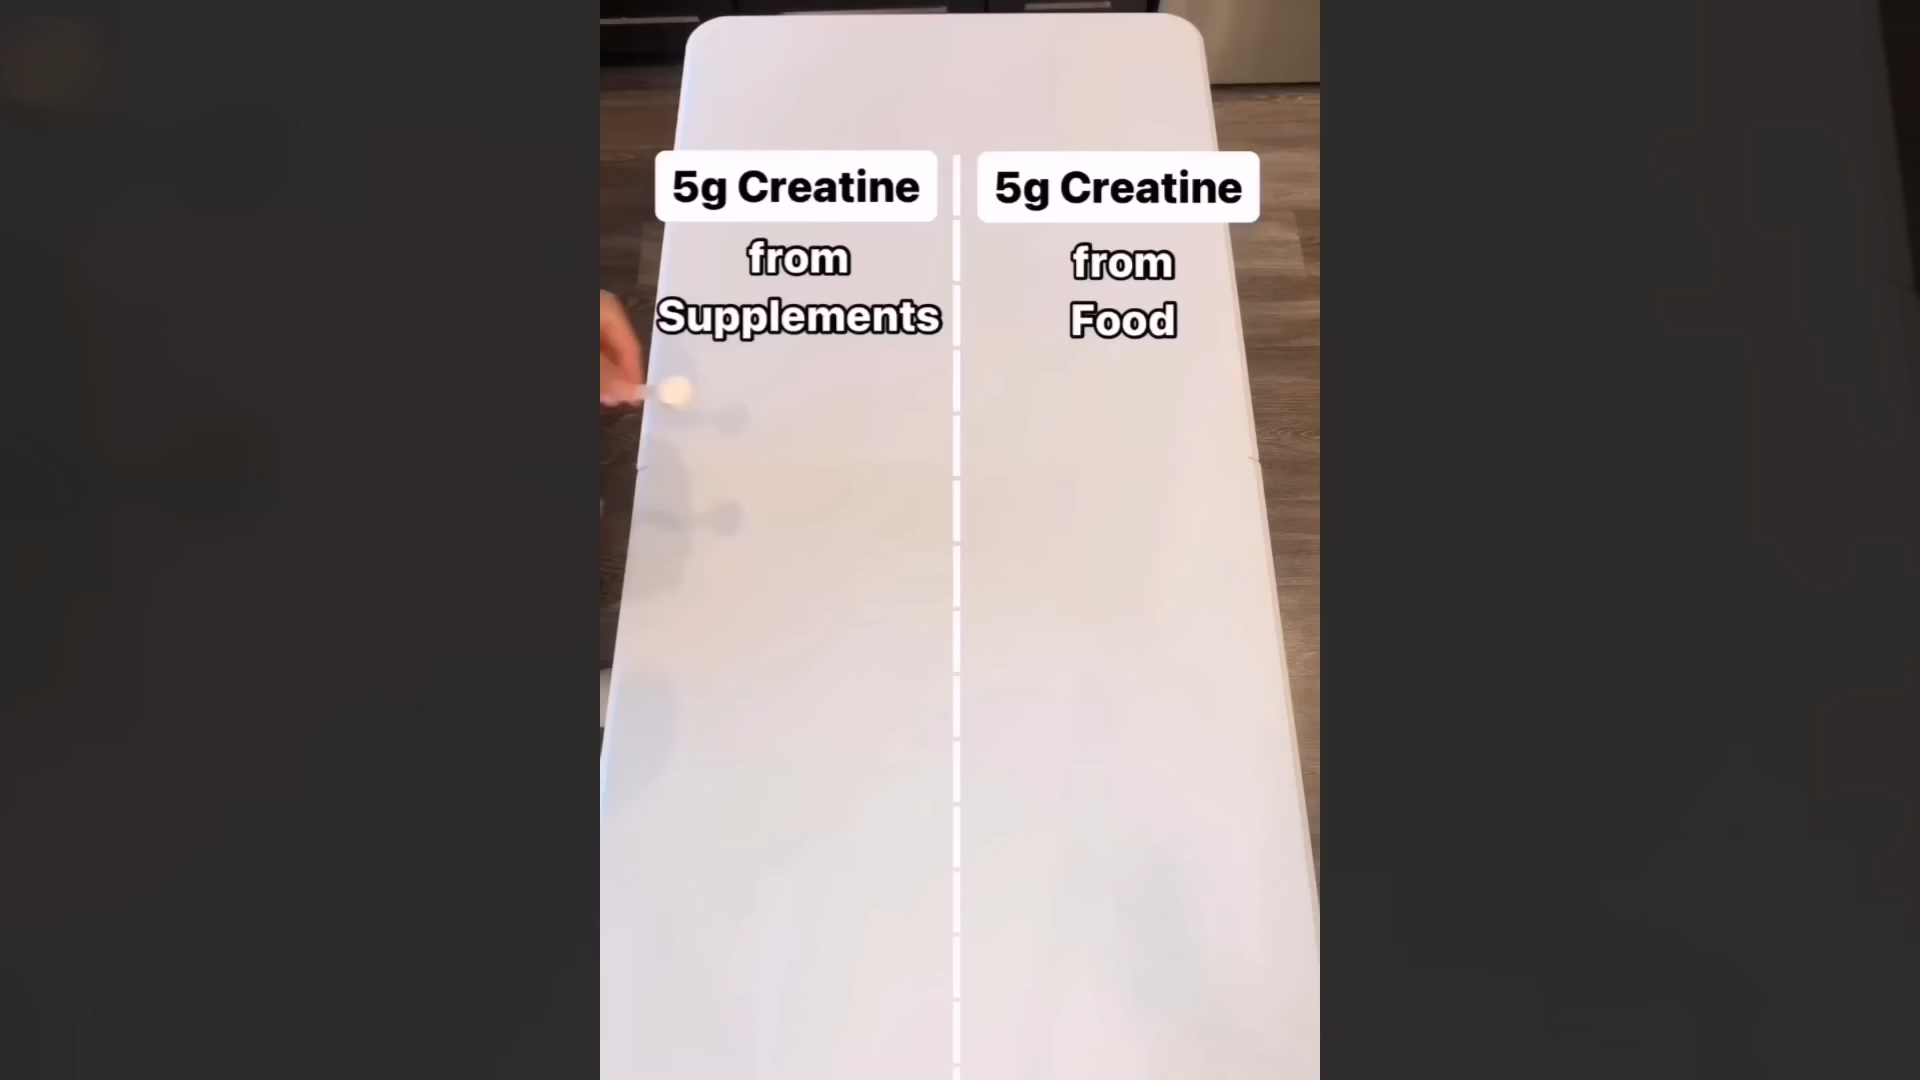 5g Creatine
from
Supplements
5g Creatine
from
Food